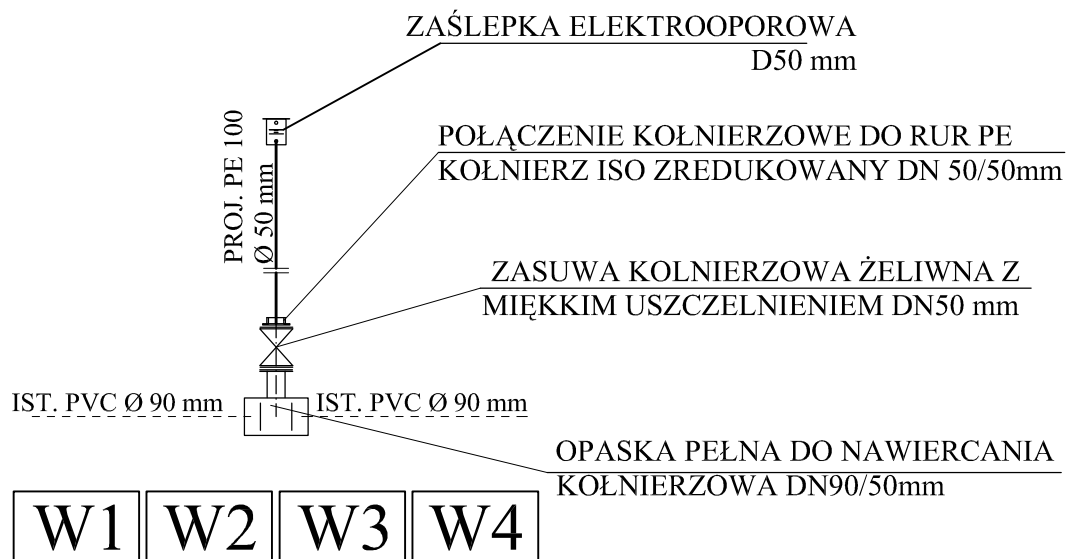 ZAŚLEPKA ELEKTROOPOROWA
D50 mm
PROJ. PE 100
Ø 50 mm
POŁĄCZENIE KOŁNIERZOWE DO RUR PE
KOŁNIERZ ISO ZREDUKOWANY DN 50/50mm
ZASUWA KOLNIERZOWA ŻELIWNA Z
MIĘKKIM USZCZELNIENIEM DN50 mm
IST. PVC Ø 90 mm
IST. PVC Ø 90 mm
OPASKA PEŁNA DO NAWIERCANIA
KOŁNIERZOWA DN90/50mm
W1 W2 W3 W4